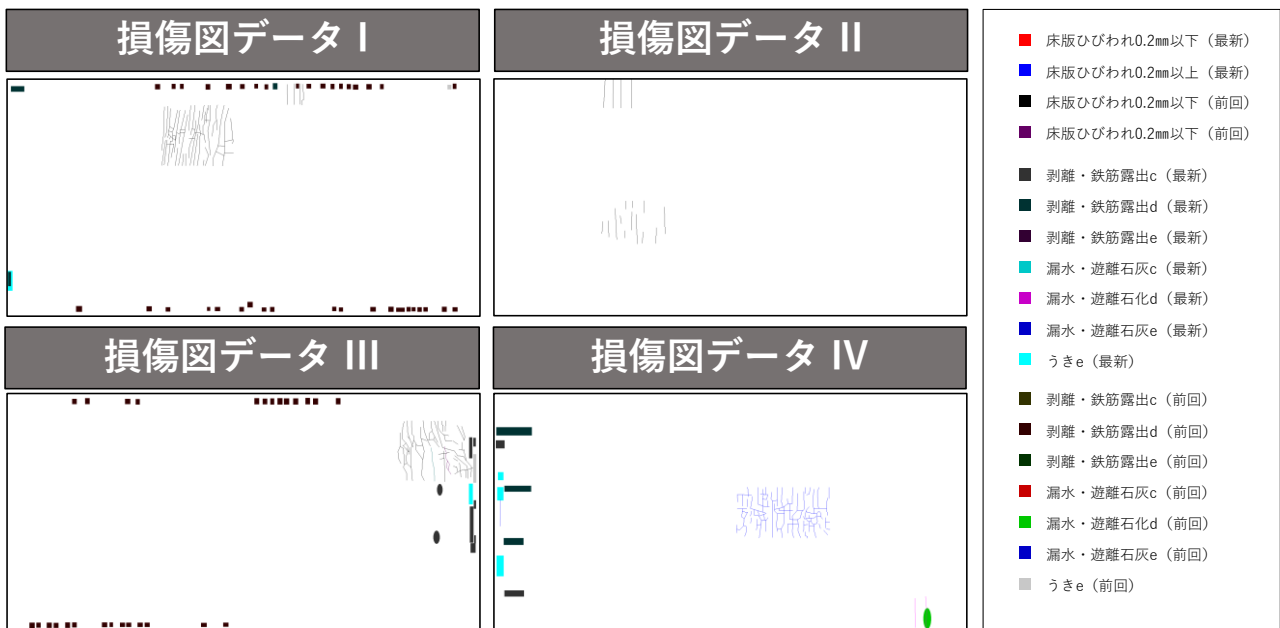 損傷図データ I
損傷図データ II
損傷図データ III
損傷図データ IV
床版ひびわれ0.2㎜以下（最新）
床版ひびわれ0.2㎜以上（最新）
床版ひびわれ0.2㎜以下（前回）
床版ひびわれ0.2㎜以下（前回）
剥離・鉄筋露出c（最新）
剥離・鉄筋露出d（最新）
剥離・鉄筋露出e（最新）
漏水・遊離石灰c（最新）
漏水・遊離石化d（最新）
漏水・遊離石灰e（最新）
うきe（最新）
剥離・鉄筋露出c（前回）
剥離・鉄筋露出d（前回）
剥離・鉄筋露出e（前回）
漏水・遊離石灰c（前回）
漏水・遊離石化d（前回）
漏水・遊離石灰e（前回）
うきe（前回）